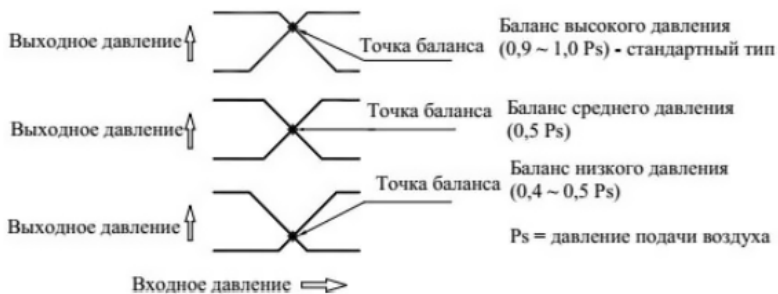 Выходное давление
Точка баланса
Баланс высокого давления
(0,9 ~ 1,0 Ps) - стандартный тип
Выходное давление
Точка баланса
Баланс среднего давления
(0,5 Ps)
Выходное давление
Точка баланса
Баланс низкого давления
(0,4 ~ 0,5 Ps)
Ps = давление подачи воздуха
Входное давление